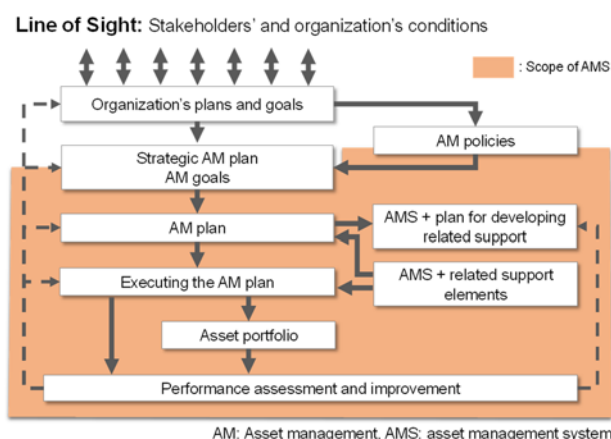 Line of Sight: Stakeholders' and organization's conditions
: Scope of AMS
Organization's plans and goals
AM policies
Strategic AM plan
AM goals
AM plan
AMS + plan for developing
related support
Executing the AM plan
AMS + related support
elements
Asset portfolio
Performance assessment and improvement
AM: Asset management, AMS: asset management system